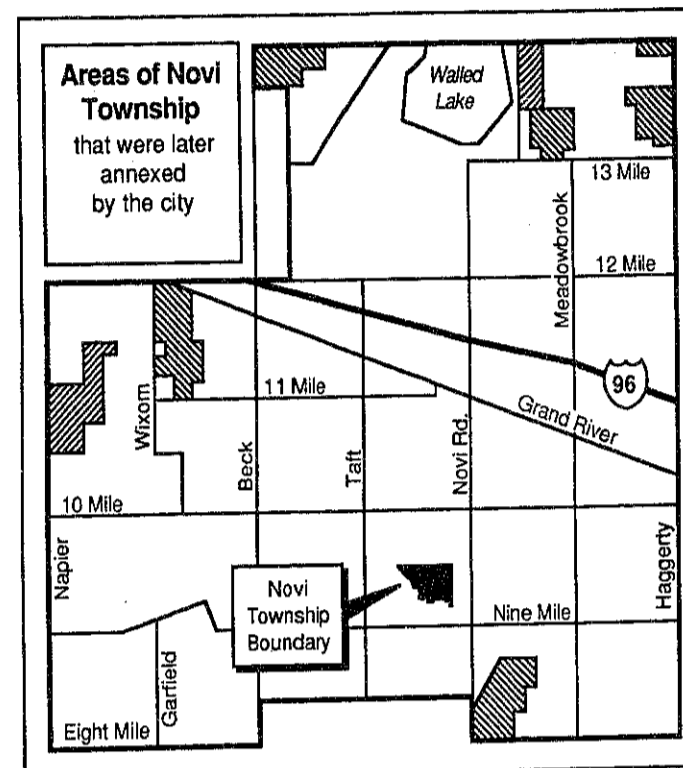 Areas of Novi
Township
that were later
annexed
by the city
Walled
Lake
13 Mile
12 Mile
Meadowbrook
96
11 Mile
Grand River
Wixom
Beck
Taft
Novi Rd.
10 Mile
Napier
Haggerty
Novi
Township
Boundary
Nine Mile
Garfield
Eight Mile